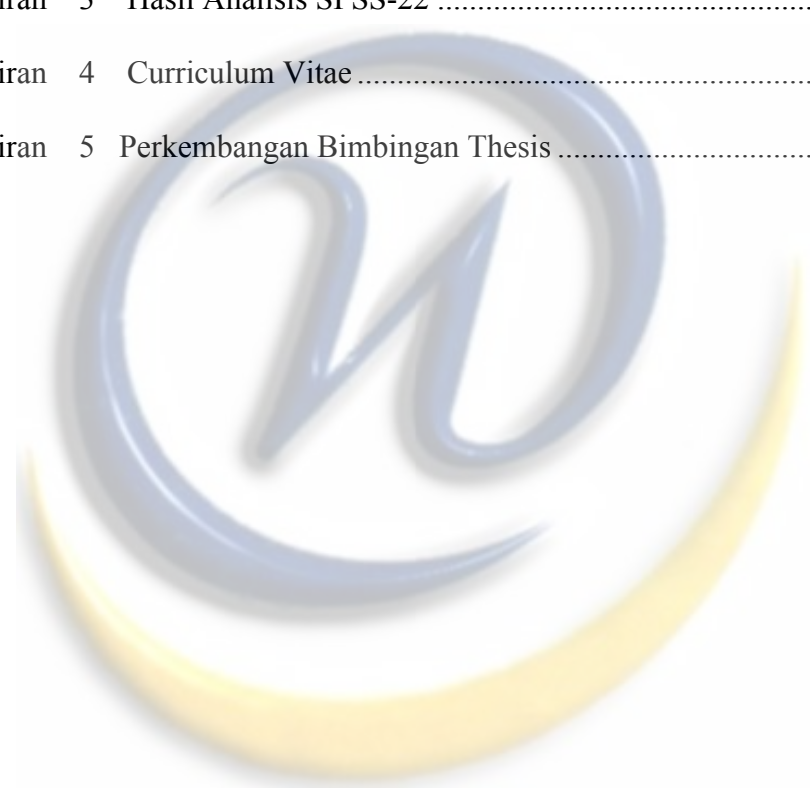 iran 3 Hasil Analisis SPSS-22 ....................................................
iran 4 Curriculum Vitae ..............................................................
iran 5 Perkembangan Bimbingan Thesis ....................................